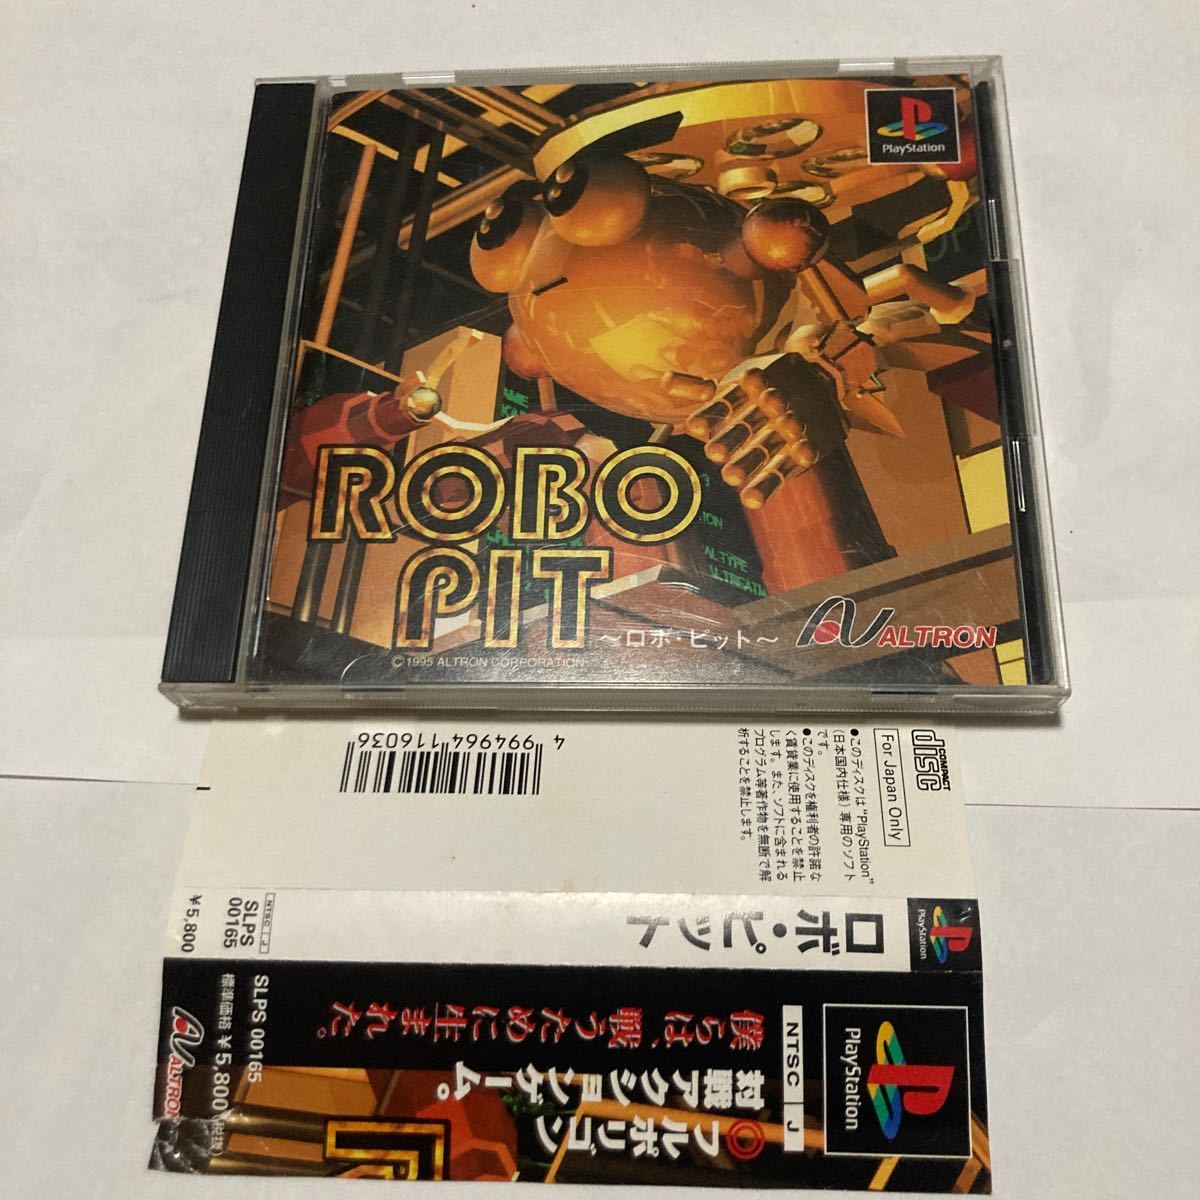 PlayStation
ROBO
PIT
～ロボ・ピット～
ALTRON
© 1995 ALTRON CORPORATION
4 994964 116036
COMPACT
disc
For Japan Only
●このディスクは"PlayStation"
(日本国内仕様)専用のソフト
です。
●このディスクを権利者の許諾な
く賃貸業に使用することを禁止
します。また、ソフトに含まれる
プログラム等著作物を無断で解
析することを禁止します。
PlayStation
ロボ・ピット
NTSC J
SLPS
00165
¥5,800
PlayStation
NTSC J
僕らは、戦うために生まれた。
◎フルポリゴン
対戦アクションゲーム。
SLPS 00165
標準価格 ¥5,800(税抜)
ALTRON